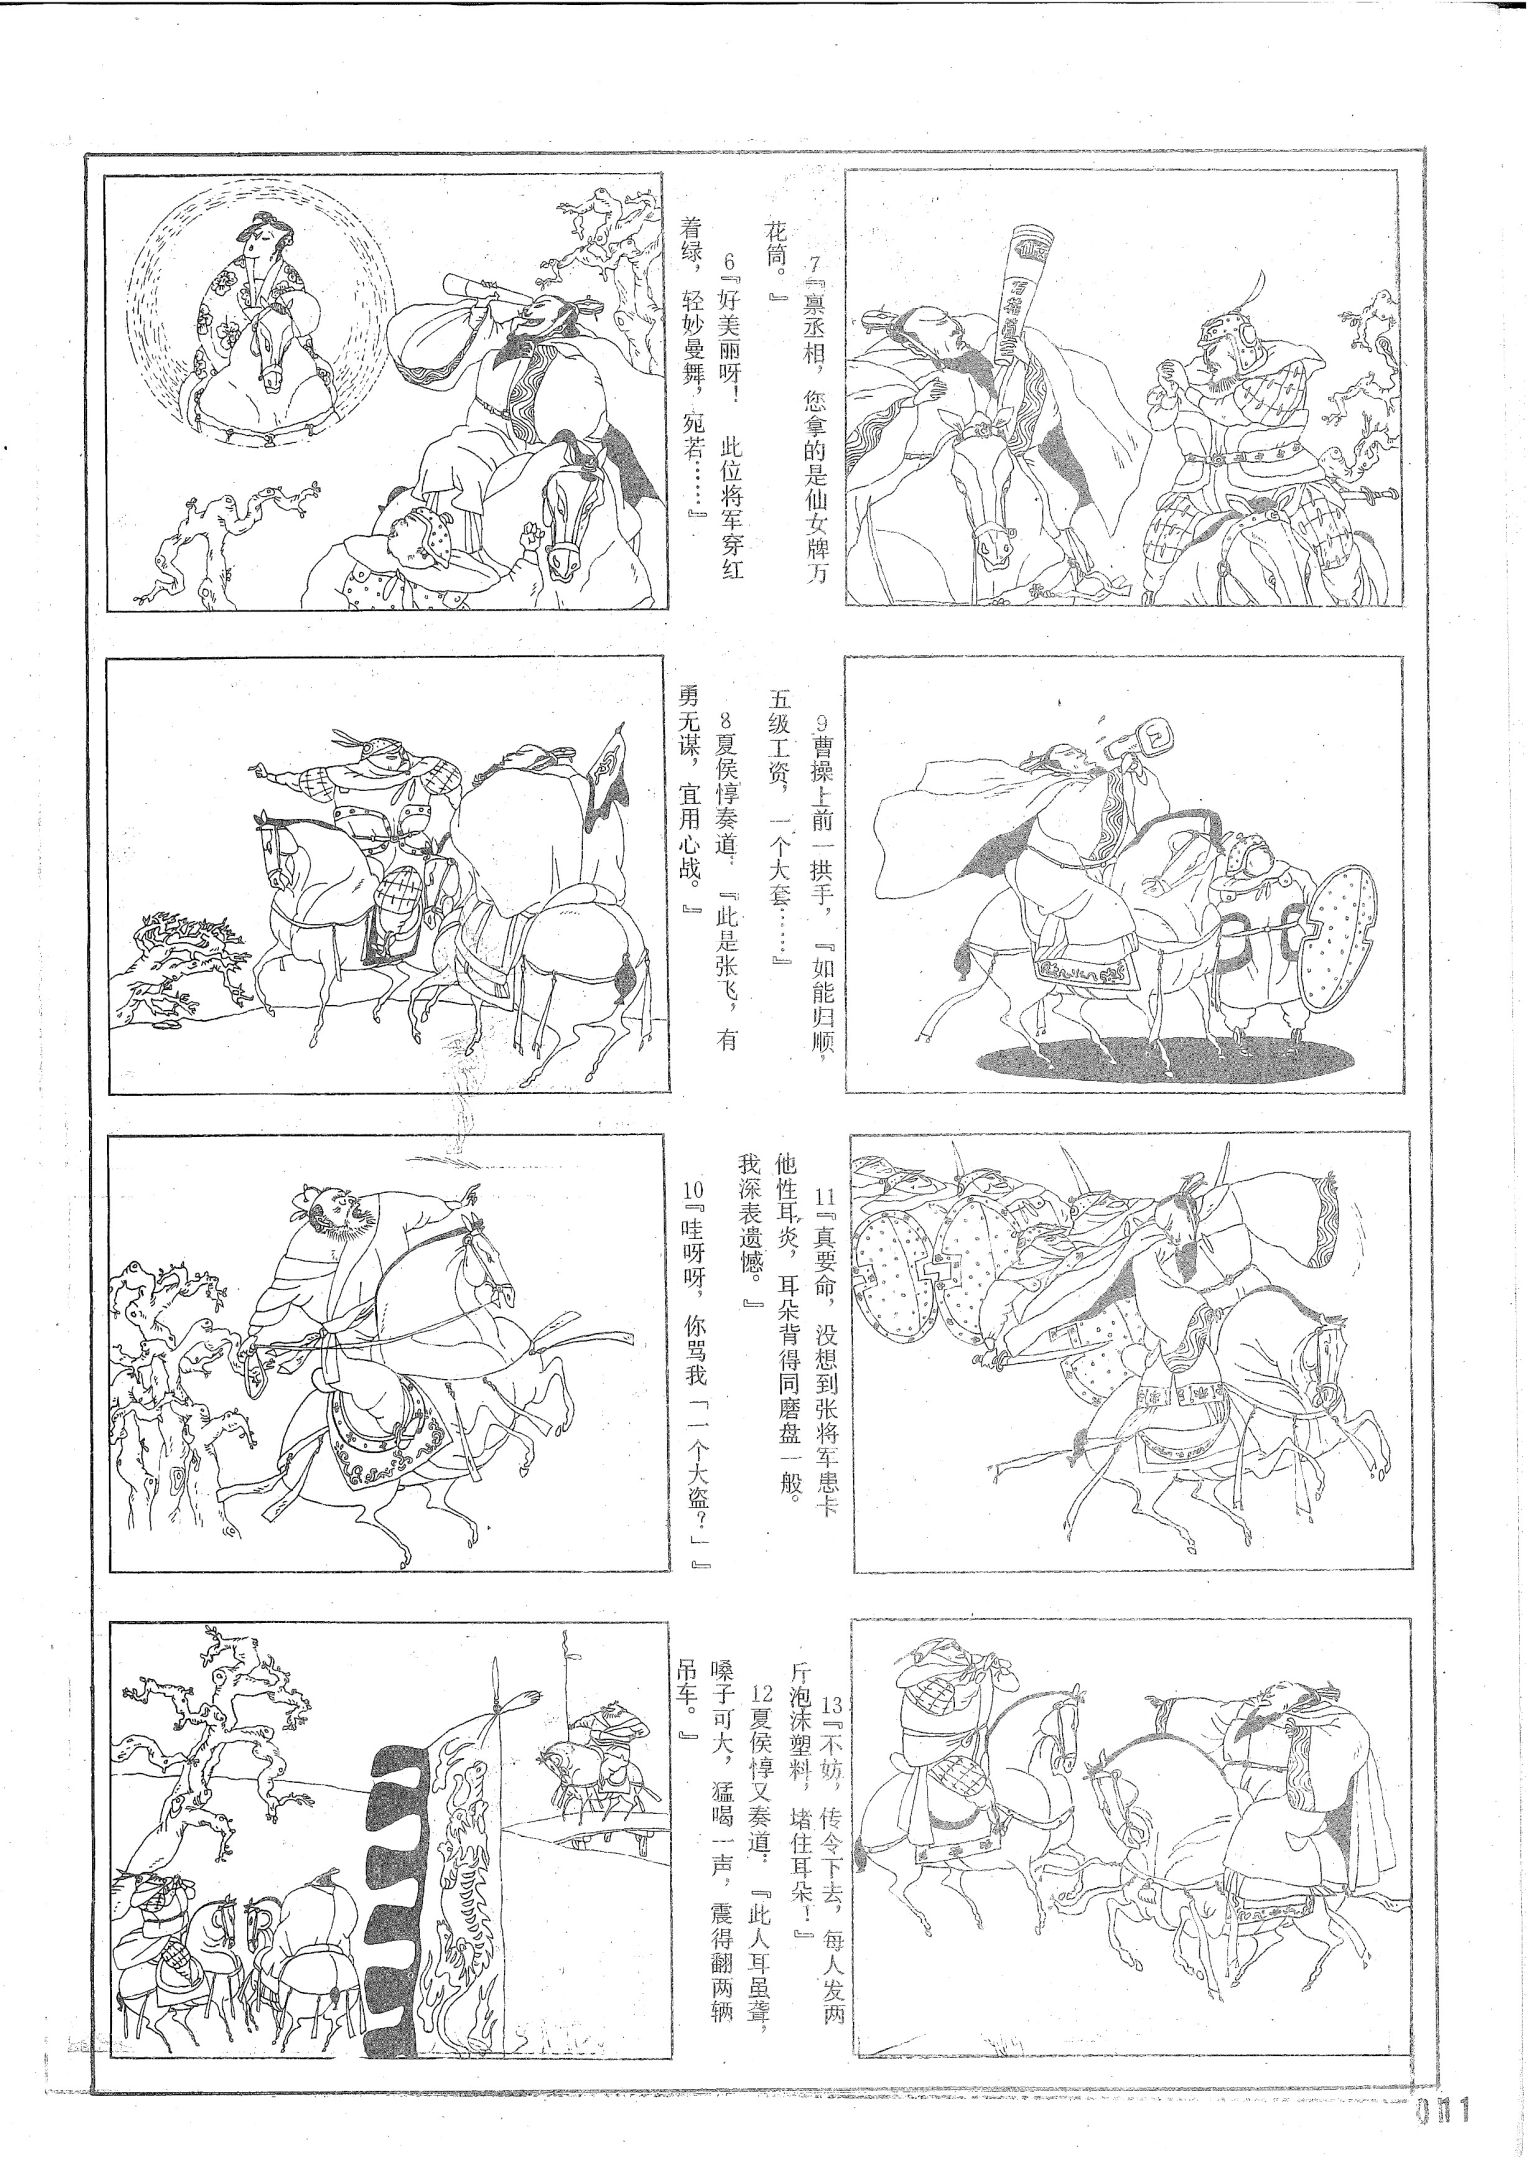 6『好美丽呀！此位将军穿红
着绿，轻妙曼舞，宛若……』
7『禀丞相，您拿的是仙女牌万
花筒。』
仙女
万花筒
8夏侯惇奏道：『此是张飞，有
勇无谋，宜用心战。』
9曹操上前一拱手，『如能归顺，
五级工资，一个大套……』
10『哇呀呀，你骂我「一个大盗？」』
11『真要命，没想到张将军患卡
他性耳炎，耳朵背得同磨盘一般。
我深表遗憾。』
12夏侯惇又奏道：『此人耳虽聋，
嗓子可大，猛喝一声，震得翻两辆
吊车。』
13『不妨，传令下去，每人发两
斤泡沫塑料，堵住耳朵！』
011